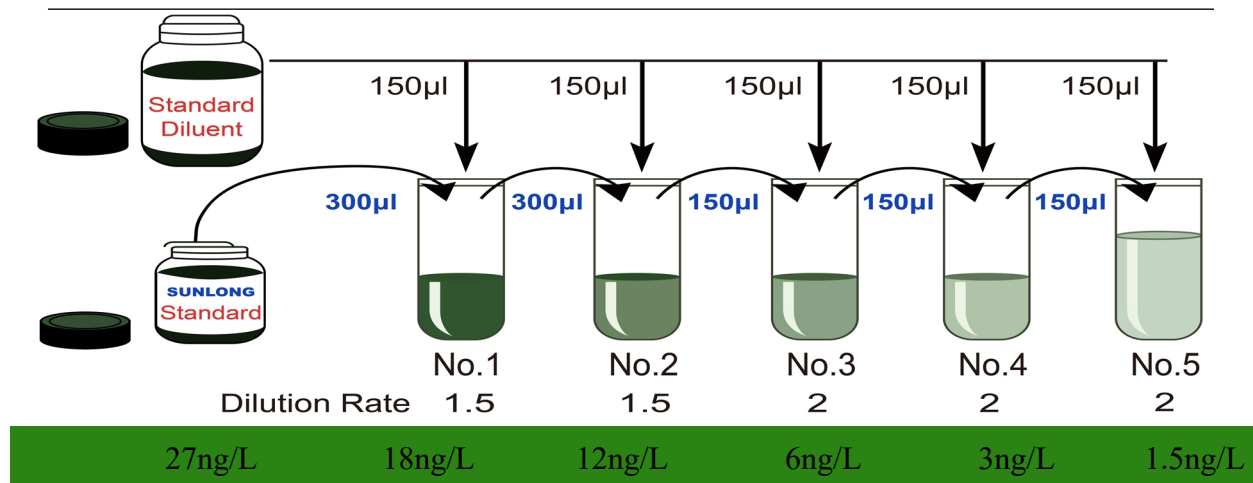 150µl 150µl 150µl 150µl 150µl
Standard
Diluent
300µl 300µl 150µl 150µl 150µl
SUNLONG
Standard
No.1 No.2 No.3 No.4 No.5
Dilution Rate 1.5 1.5 2 2 2
27ng/L 18ng/L 12ng/L 6ng/L 3ng/L 1.5ng/L